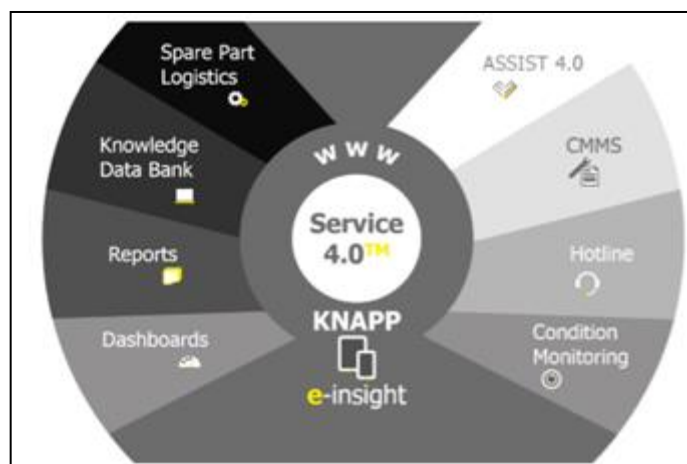 Spare Part
Logistics
ASSIST 4.0
Knowledge
Data Bank
CMMS
www
Service
4.0™
Reports
Hotline
KNAPP
Dashboards
Condition
Monitoring
e-insight